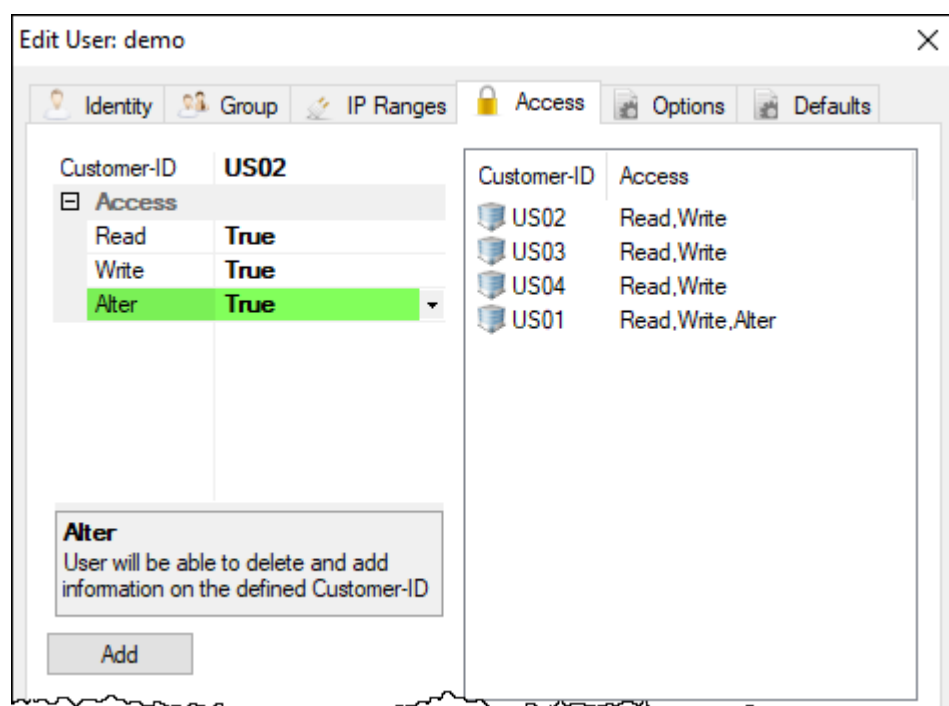 Edit User: demo
Identity Group IP Ranges Access Options Defaults
Customer-ID US02
Access
Read True
Write True
Alter True
Alter
User will be able to delete and add
information on the defined Customer-ID
Add
Customer-ID Access
US02 Read,Write
US03 Read,Write
US04 Read,Write
US01 Read,Write,Alter